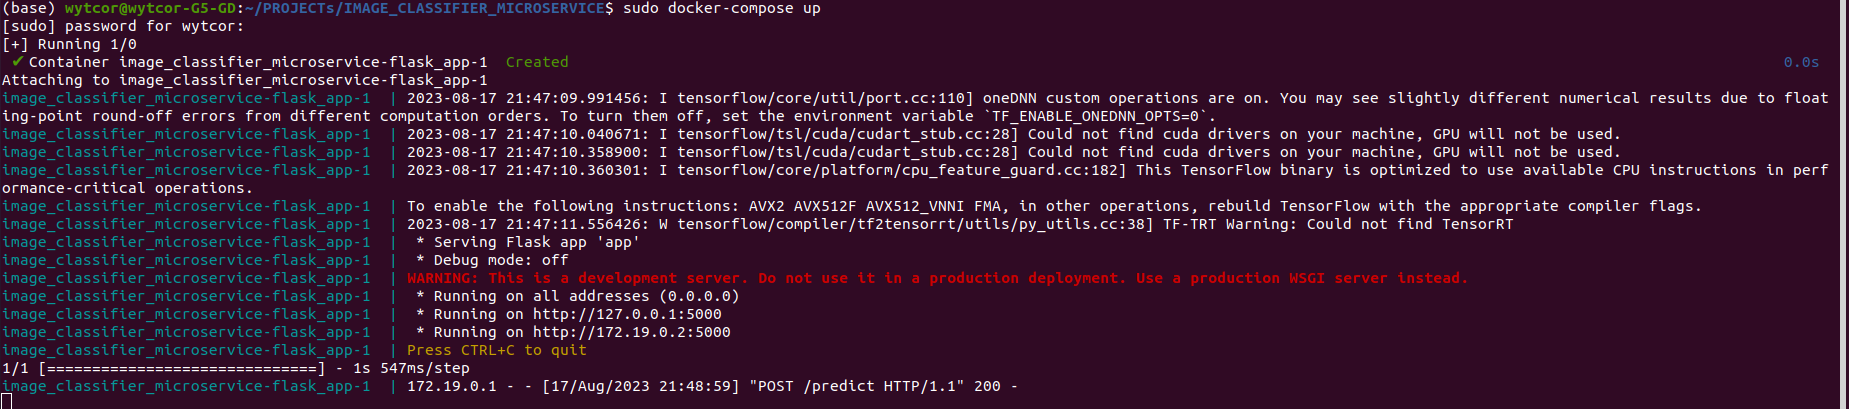 (base) wytcor@wytcor-G5-GD:~/PROJECTs/IMAGE_CLASSIFIER_MICROSERVICE$ sudo docker-compose up
[sudo] password for wytcor:
[+] Running 1/0
✔ Container image_classifier_microservice-flask_app-1  Created 0.0s
Attaching to image_classifier_microservice-flask_app-1
image_classifier_microservice-flask_app-1  | 2023-08-17 21:47:09.991456: I tensorflow/core/util/port.cc:110] oneDNN custom operations are on. You may see slightly different numerical results due to float
ing-point round-off errors from different computation orders. To turn them off, set the environment variable `TF_ENABLE_ONEDNN_OPTS=0`.
image_classifier_microservice-flask_app-1  | 2023-08-17 21:47:10.040671: I tensorflow/tsl/cuda/cudart_stub.cc:28] Could not find cuda drivers on your machine, GPU will not be used.
image_classifier_microservice-flask_app-1  | 2023-08-17 21:47:10.358900: I tensorflow/tsl/cuda/cudart_stub.cc:28] Could not find cuda drivers on your machine, GPU will not be used.
image_classifier_microservice-flask_app-1  | 2023-08-17 21:47:10.360301: I tensorflow/core/platform/cpu_feature_guard.cc:182] This TensorFlow binary is optimized to use available CPU instructions in perf
ormance-critical operations.
image_classifier_microservice-flask_app-1  | To enable the following instructions: AVX2 AVX512F AVX512_VNNI FMA, in other operations, rebuild TensorFlow with the appropriate compiler flags.
image_classifier_microservice-flask_app-1  | 2023-08-17 21:47:11.556426: W tensorflow/compiler/tf2tensorrt/utils/py_utils.cc:38] TF-TRT Warning: Could not find TensorRT
image_classifier_microservice-flask_app-1  |  * Serving Flask app 'app'
image_classifier_microservice-flask_app-1  |  * Debug mode: off
image_classifier_microservice-flask_app-1  | WARNING: This is a development server. Do not use it in a production deployment. Use a production WSGI server instead.
image_classifier_microservice-flask_app-1  |  * Running on all addresses (0.0.0.0)
image_classifier_microservice-flask_app-1  |  * Running on http://127.0.0.1:5000
image_classifier_microservice-flask_app-1  |  * Running on http://172.19.0.2:5000
image_classifier_microservice-flask_app-1  | Press CTRL+C to quit
1/1 [==============================] - 1s 547ms/step
image_classifier_microservice-flask_app-1  | 172.19.0.1 - - [17/Aug/2023 21:48:59] "POST /predict HTTP/1.1" 200 -